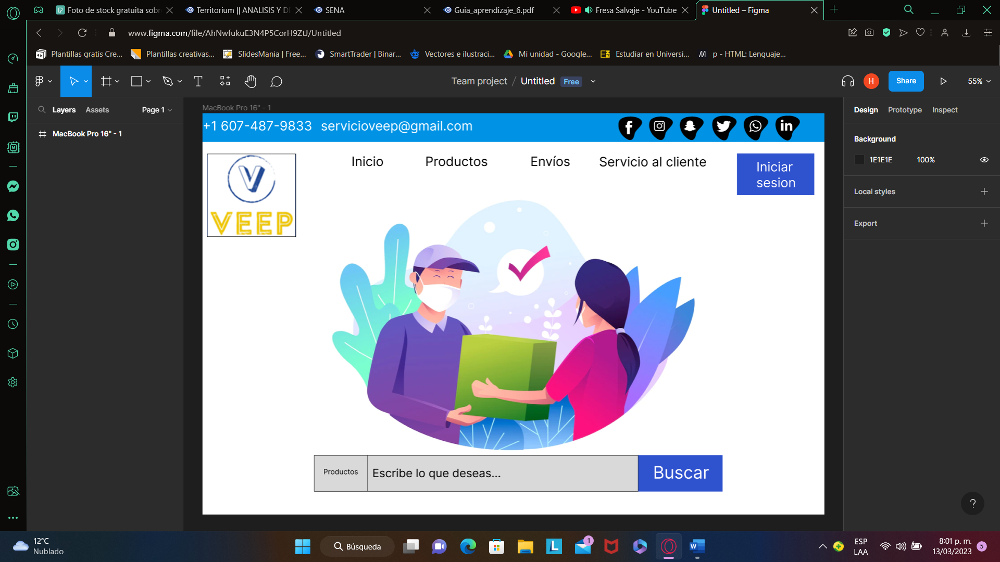 Foto de stock gratuita sobr
Territorium || ANALISIS Y DE
SENA
Guia_aprendizaje_6.pdf
Fresa Salvaje - YouTube
Untitled – Figma
www.figma.com/file/AhNwfukuE3N4P5CorH9ZtJ/Untitled
Plantillas gratis Cre...
Plantillas creativas...
SlidesMania | Free...
SmartTrader | Binar...
Vectores e ilustraci...
Mi unidad - Google...
Estudiar en Universi...
p - HTML: Lenguaje...
Team project / Untitled Free
H
Share
55%
Layers
Assets
Page 1
MacBook Pro 16" - 1
MacBook Pro 16" - 1
+1 607-487-9833 servicioveep@gmail.com
Inicio
Productos
Envíos
Servicio al cliente
Iniciar
sesion
V
VEEP
Productos
Escribe lo que deseas...
Buscar
Design
Prototype
Inspect
Background
1E1E1E
100%
Local styles
Export
?
12°C
Nublado
Búsqueda
1
ESP
LAA
8:01 p. m.
13/03/2023
5